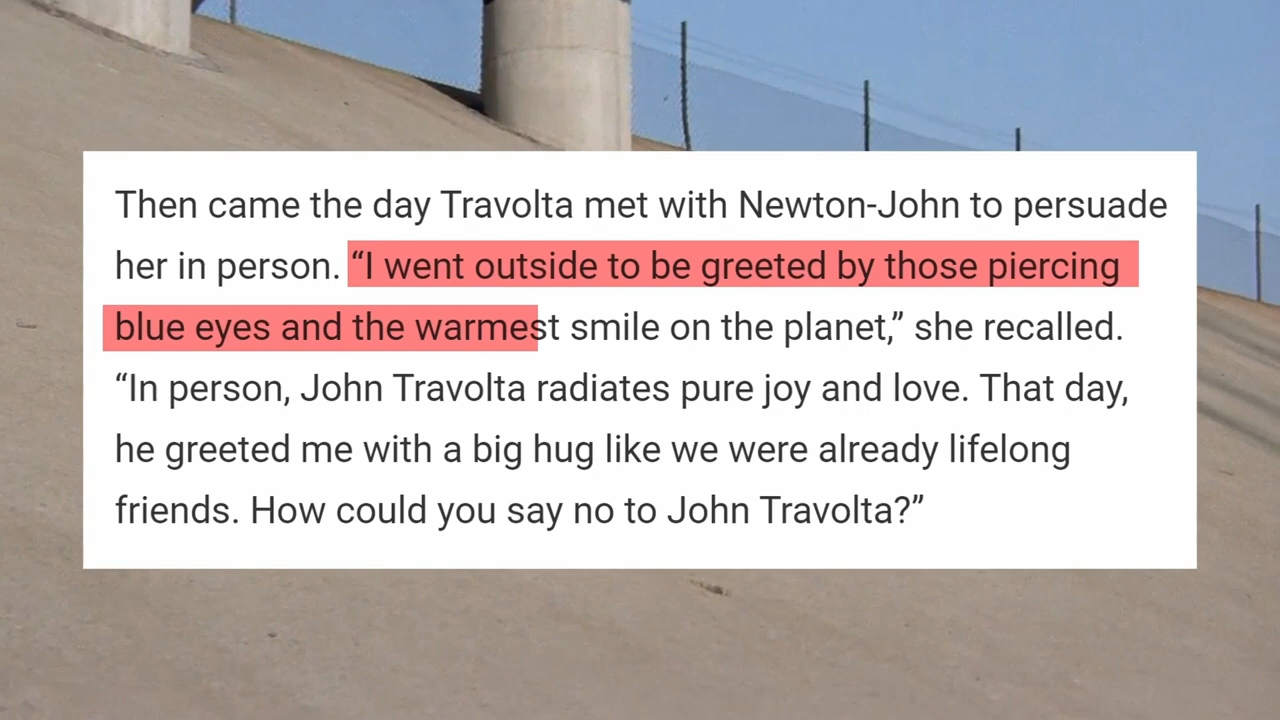 Then came the day Travolta met with Newton-John to persuade
her in person. “I went outside to be greeted by those piercing
blue eyes and the warmest smile on the planet,” she recalled.
“In person, John Travolta radiates pure joy and love. That day,
he greeted me with a big hug like we were already lifelong
friends. How could you say no to John Travolta?”